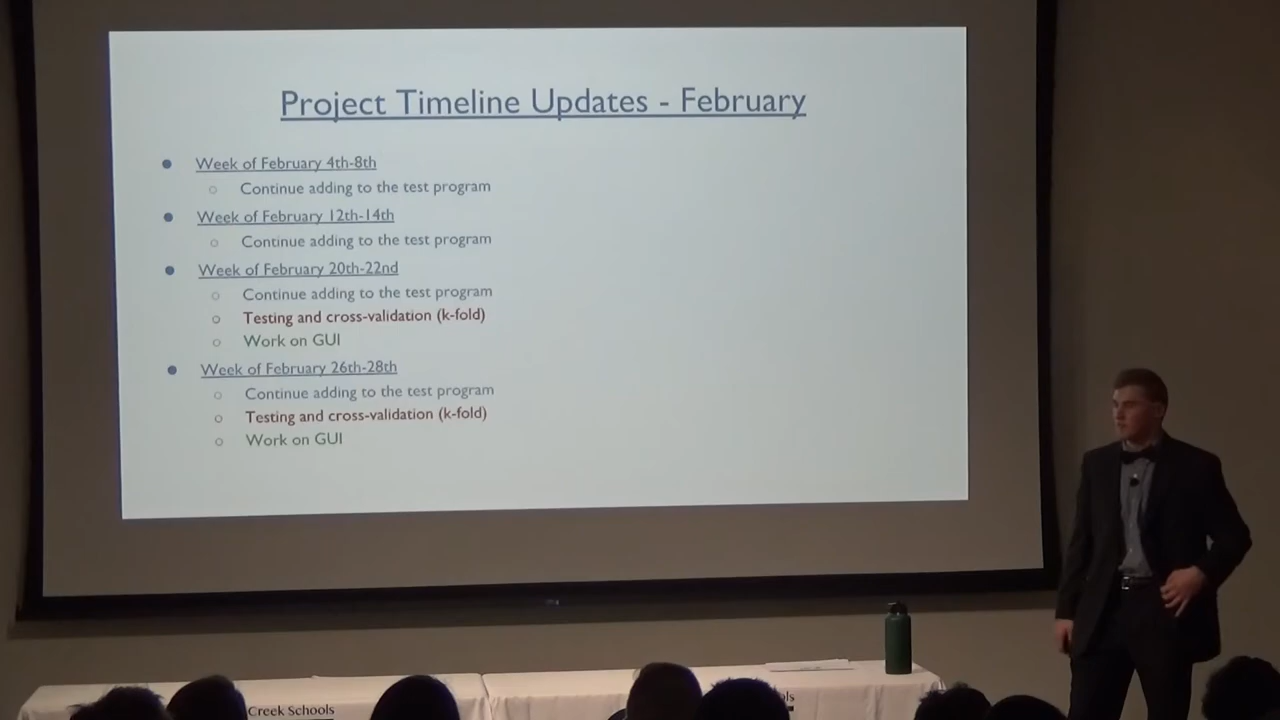 Project Timeline Updates - February
Week of February 4th-8th
Continue adding to the test program
Week of February 12th-14th
Continue adding to the test program
Week of February 20th-22nd
Continue adding to the test program
Testing and cross-validation (k-fold)
Work on GUI
Week of February 26th-28th
Continue adding to the test program
Testing and cross-validation (k-fold)
Work on GUI
Creek Schools